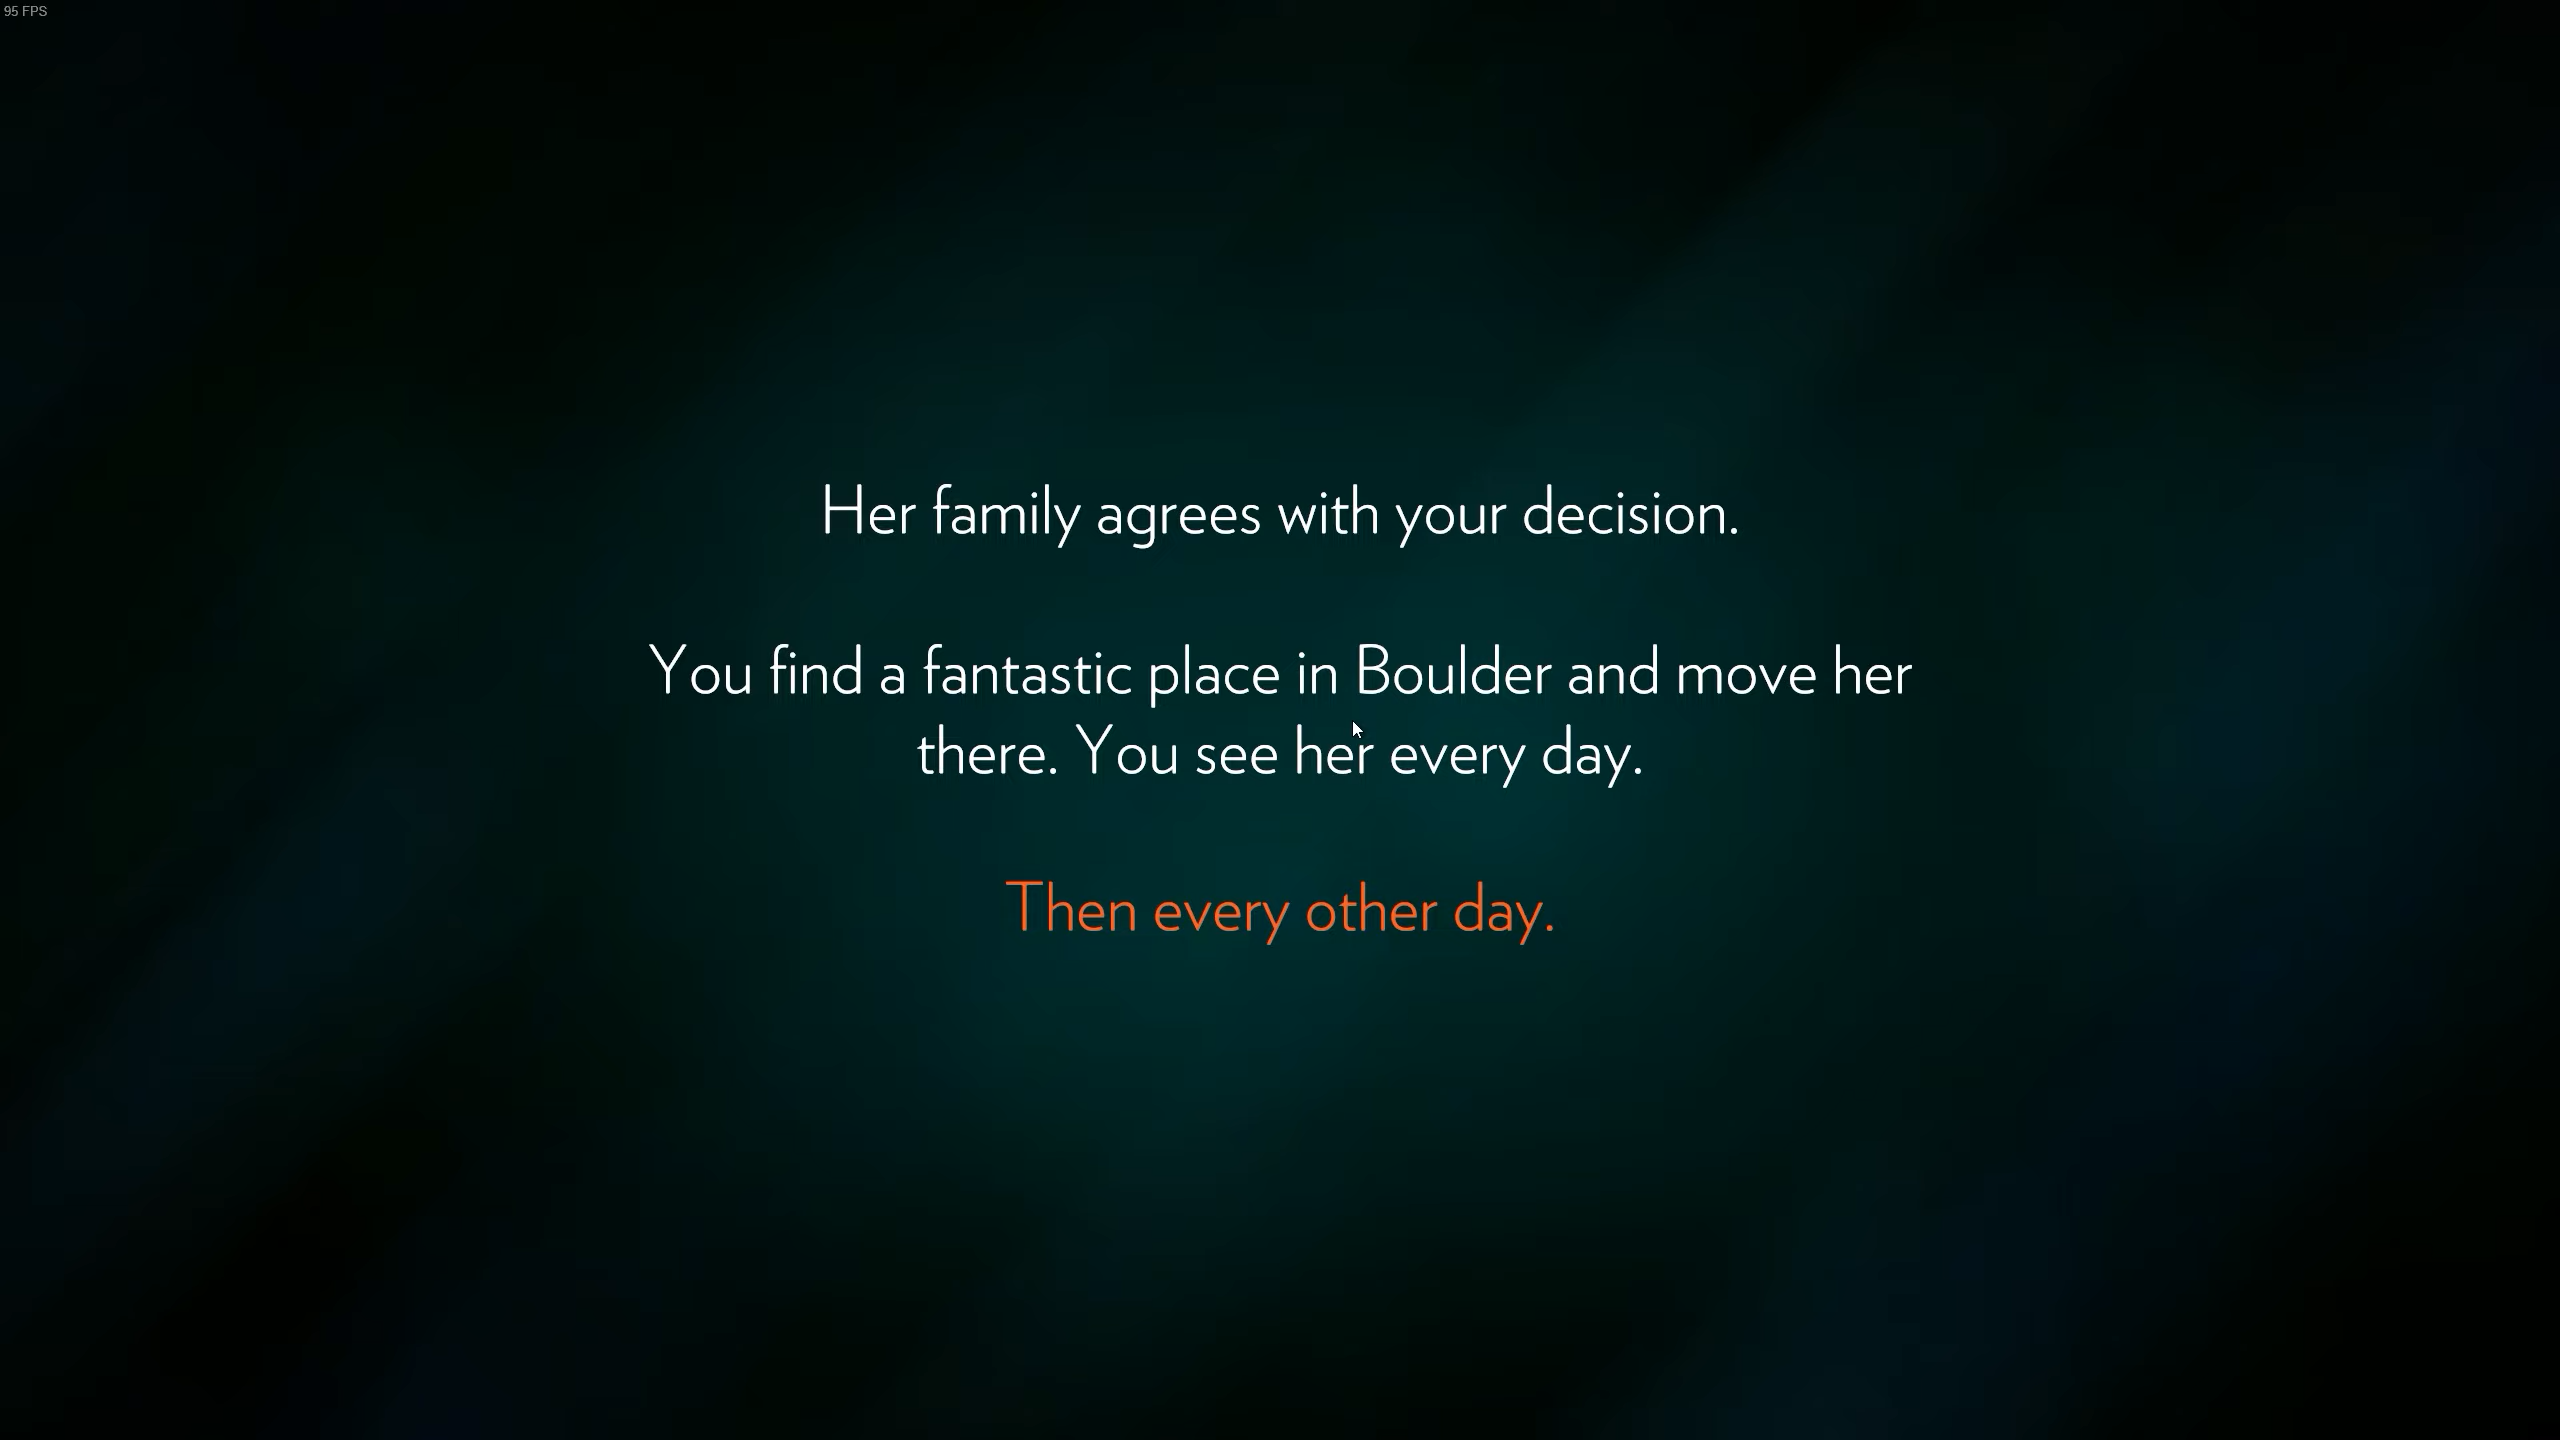 95 FPS
Her family agrees with your decision.
You find a fantastic place in Boulder and move her
there. You see her every day.
Then every other day.